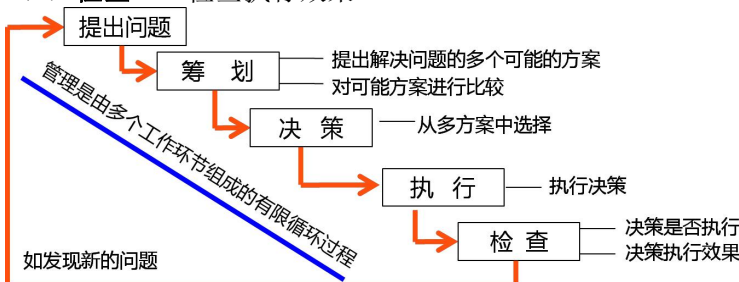 提出问题
筹 划
提出解决问题的多个可能的方案
对可能方案进行比较
决 策
从多方案中选择
执 行
执行决策
检 查
决策是否执行
决策执行效果
管理是由多个工作环节组成的有限循环过程
如发现新的问题